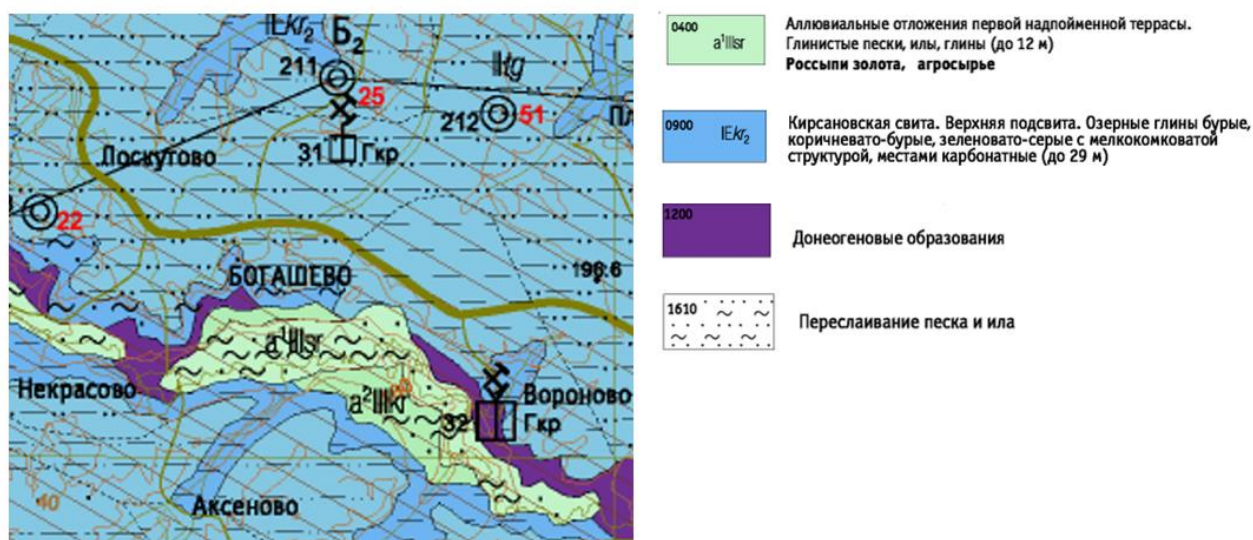 IEkr₂
Б₂
211
25
IIkg
212
51
Пл
Лоскутово
31
Гкр
22
БОТАШЕВО
196.6
a¹IIIsr
Некрасово
a²IIIkr
Вороново
32
Гкр
Аксеново
40
0400
a¹IIIsr
Аллювиальные отложения первой надпойменной террасы.
Глинистые пески, илы, глины (до 12 м)
Россыпи золота, агросырье
0900
IEkr₂
Кирсановская свита. Верхняя подсвита. Озерные глины бурые,
коричневато-бурые, зеленовато-серые с мелкокомковатой
структурой, местами карбонатные (до 29 м)
1200
Донеогеновые образования
1610
Переслаивание песка и ила